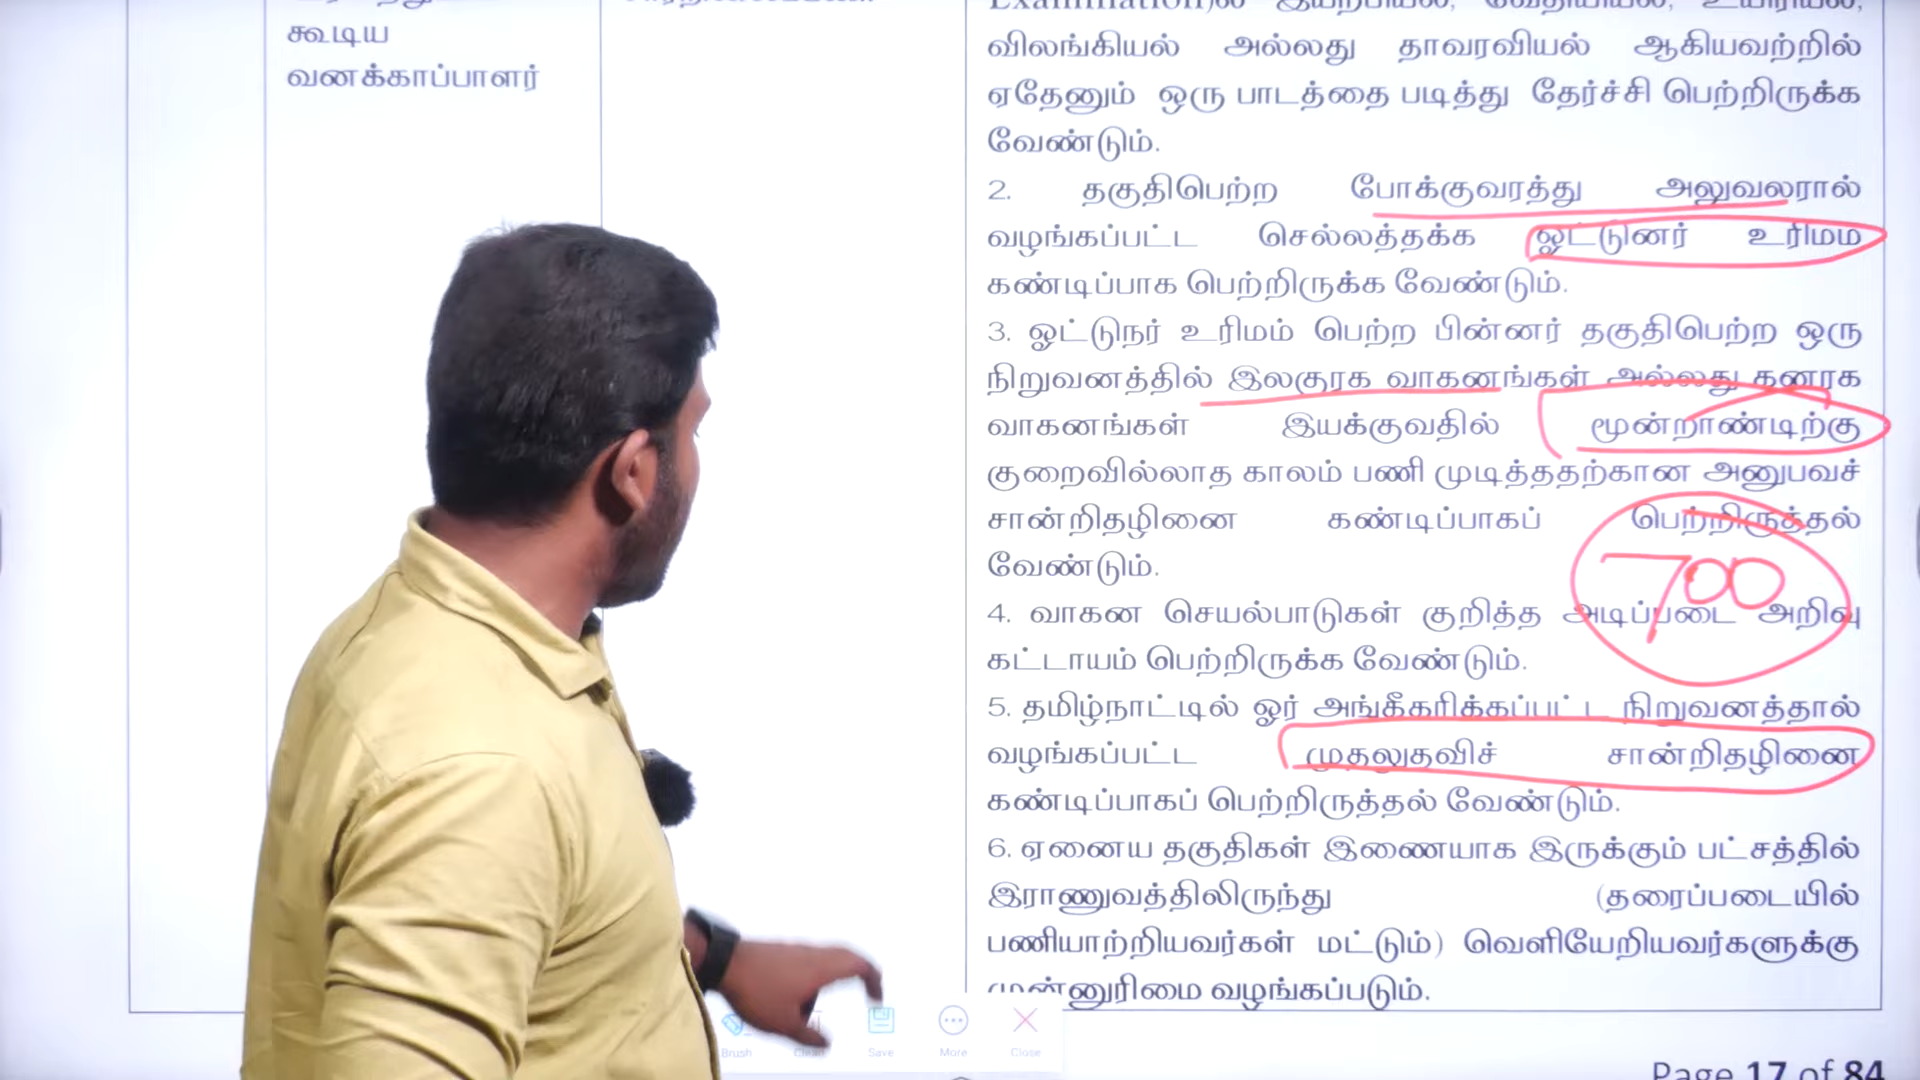 கூடிய
வனக்காப்பாளர்
விலங்கியல் அல்லது தாவரவியல் ஆகியவற்றில்
ஏதேனும் ஒரு பாடத்தை படித்து தேர்ச்சி பெற்றிருக்க
வேண்டும்.
2. தகுதிபெற்ற போக்குவரத்து அலுவலரால்
வழங்கப்பட்ட செல்லத்தக்க ஓட்டுனர் உரிமம்
கண்டிப்பாக பெற்றிருக்க வேண்டும்.
3. ஓட்டுநர் உரிமம் பெற்ற பின்னர் தகுதிபெற்ற ஒரு
நிறுவனத்தில் இலகுரக வாகனங்கள் அல்லது கனரக
வாகனங்கள் இயக்குவதில் மூன்றாண்டிற்கு
குறைவில்லாத காலம் பணி முடித்ததற்கான அனுபவச்
சான்றிதழினை கண்டிப்பாகப் பெற்றிருத்தல்
700
வேண்டும்.
4. வாகன செயல்பாடுகள் குறித்த அடிப்படை அறிவு
கட்டாயம் பெற்றிருக்க வேண்டும்.
5. தமிழ்நாட்டில் ஓர் அங்கீகரிக்கப்பட்ட நிறுவனத்தால்
வழங்கப்பட்ட முதலுதவிச் சான்றிதழினை
கண்டிப்பாகப் பெற்றிருத்தல் வேண்டும்.
6. ஏனைய தகுதிகள் இணையாக இருக்கும் பட்சத்தில்
இராணுவத்திலிருந்து (தரைப்படையில்
பணியாற்றியவர்கள் மட்டும்) வெளியேறியவர்களுக்கு
முன்னுரிமை வழங்கப்படும்.
Brush Clear Save More Close
Page 17 of 84